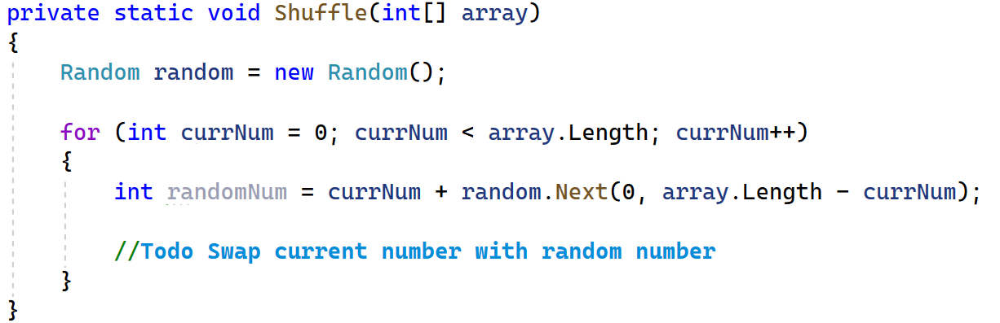 private static void Shuffle(int[] array)
{
Random random = new Random();
for (int currNum = 0; currNum < array.Length; currNum++)
{
int randomNum = currNum + random.Next(0, array.Length - currNum);
//Todo Swap current number with random number
}
}